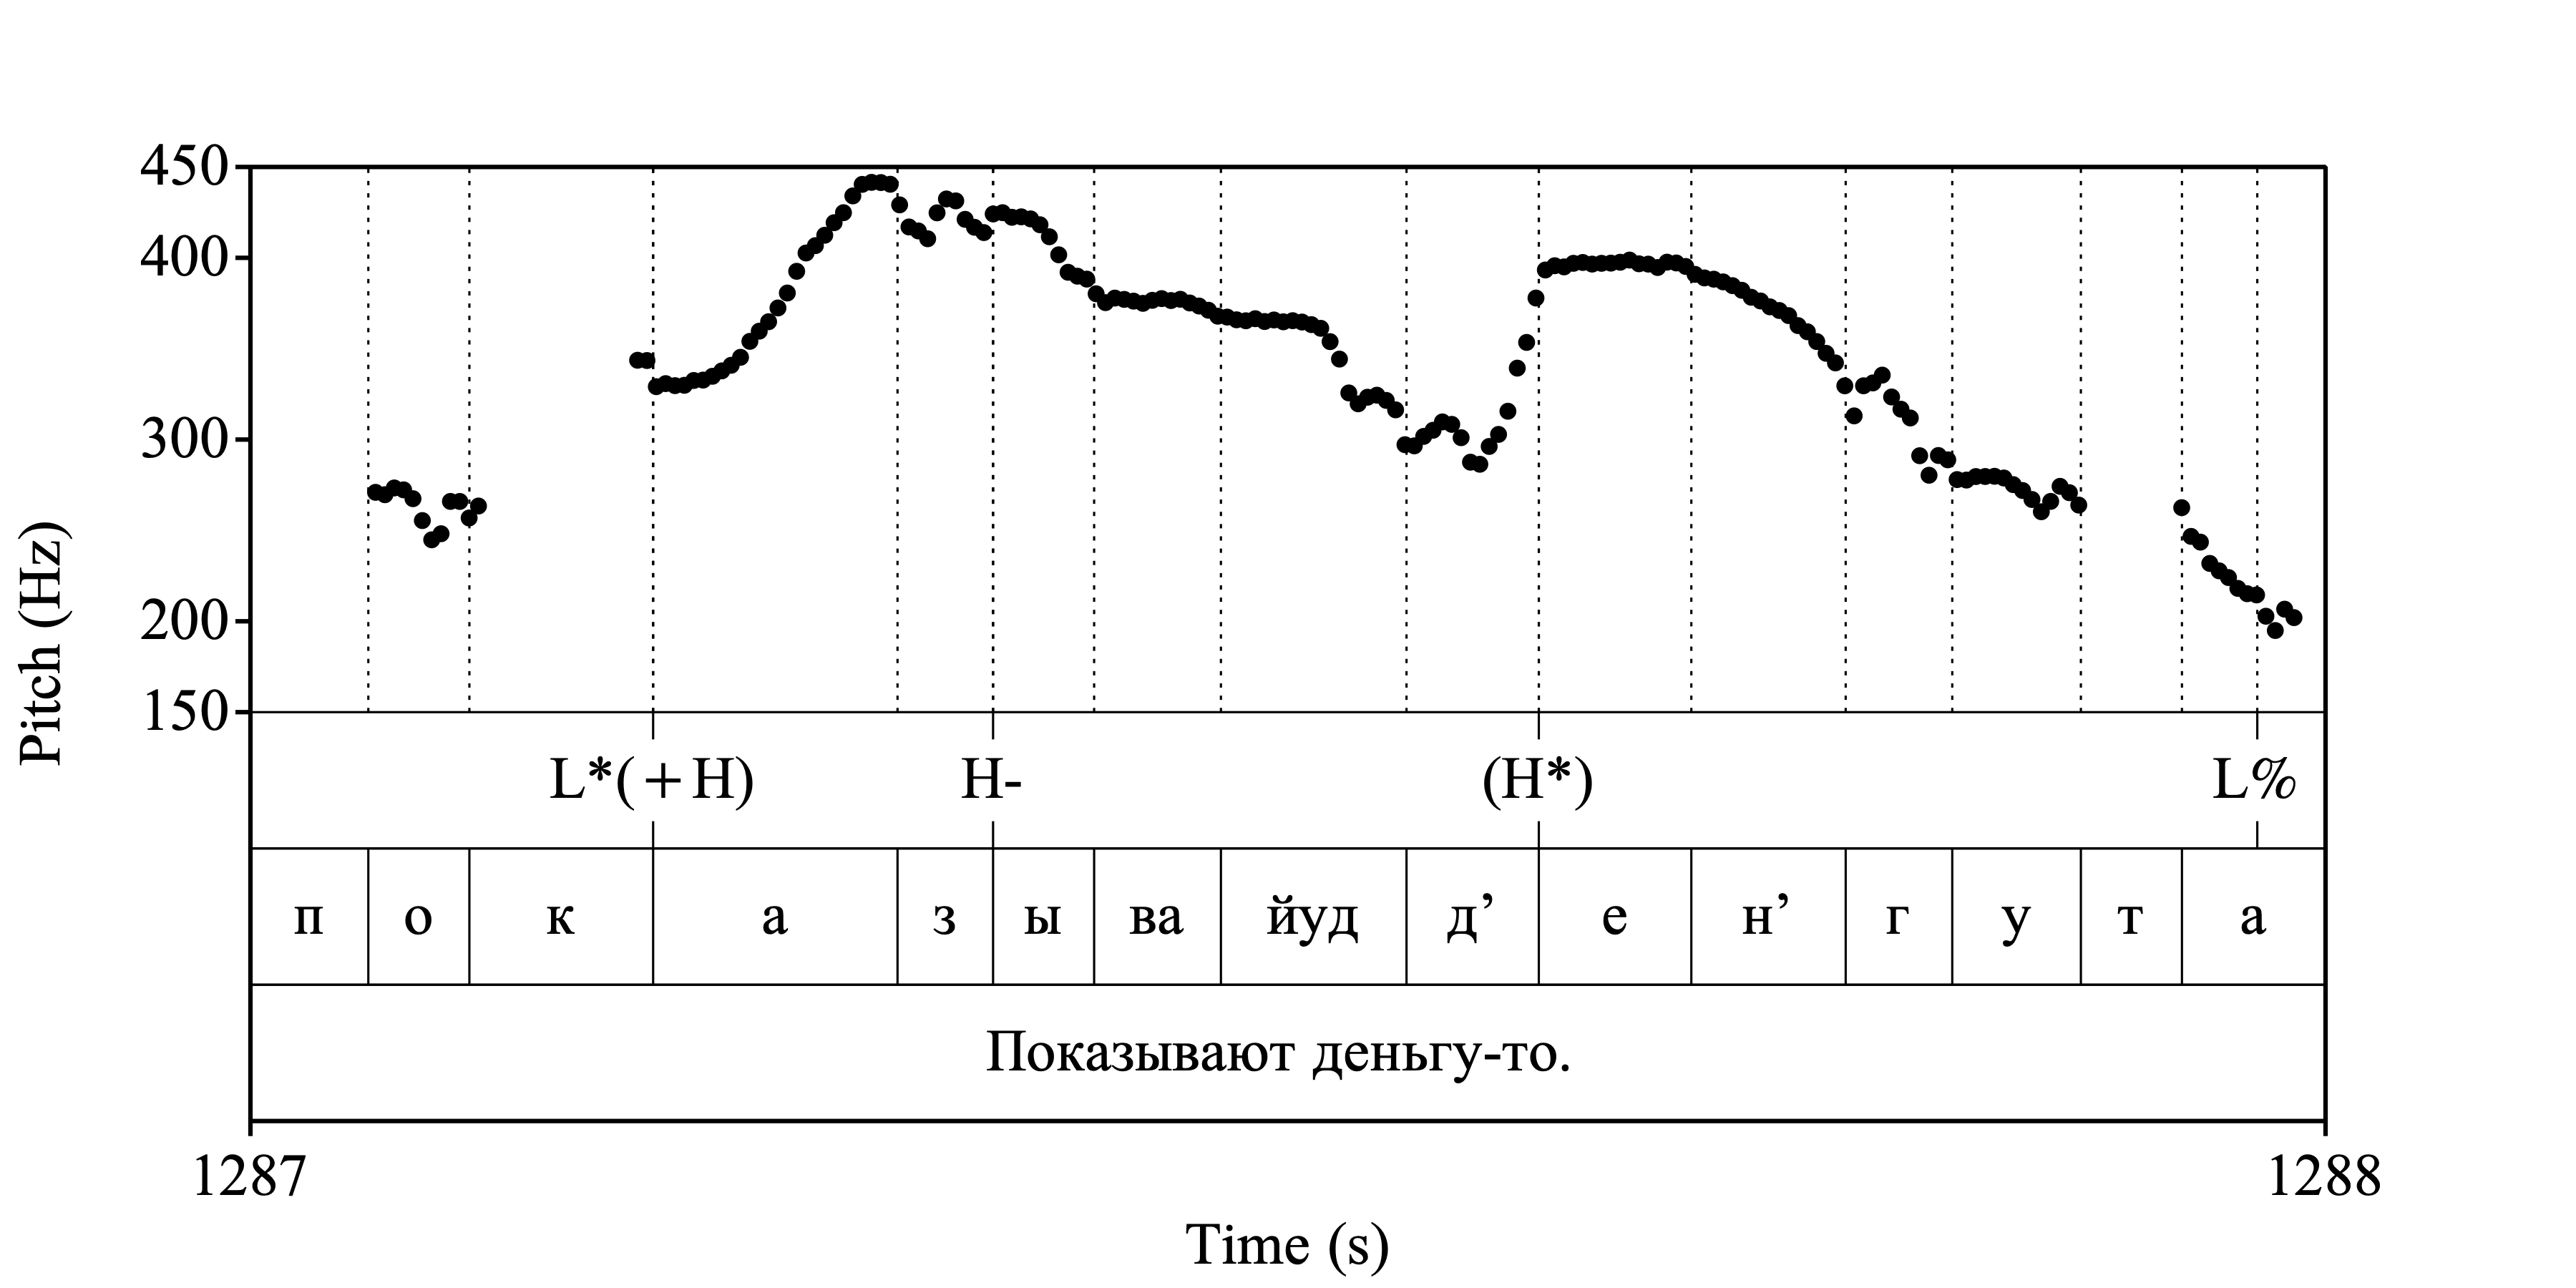 450
400
300
200
150
Pitch (Hz)
L*(+H) H- (H*) L%
п о к а з ы ва йуд д’ е н’ г у т а
Показывают деньгу-то.
1287 1288
Time (s)